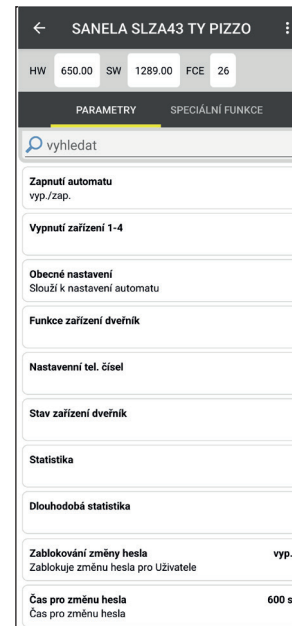 SANELA SLZA43 TY PIZZO
HW 650.00 SW 1289.00 FCE 26
PARAMETRY SPECIÁLNÍ FUNKCE
vyhledat
Zapnutí automatu
vyp./zap.
Vypnutí zařízení 1-4
Obecné nastavení
Slouží k nastavení automatu
Funkce zařízení dveřník
Nastavenní tel. čísel
Stav zařízení dveřník
Statistika
Dlouhodobá statistika
Zablokování změny hesla vyp.
Zablokuje změnu hesla pro Uživatele
Čas pro změnu hesla 600 s
Čas pro změnu hesla